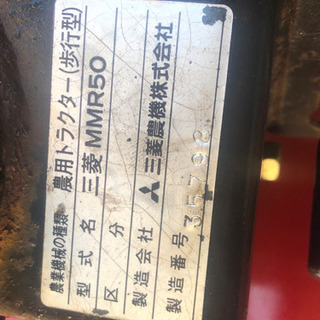 農業機械の種類 農用トラクター(歩行型)
型式名 三菱 MMR50
区分
製造会社 三菱農機株式会社
製造番号